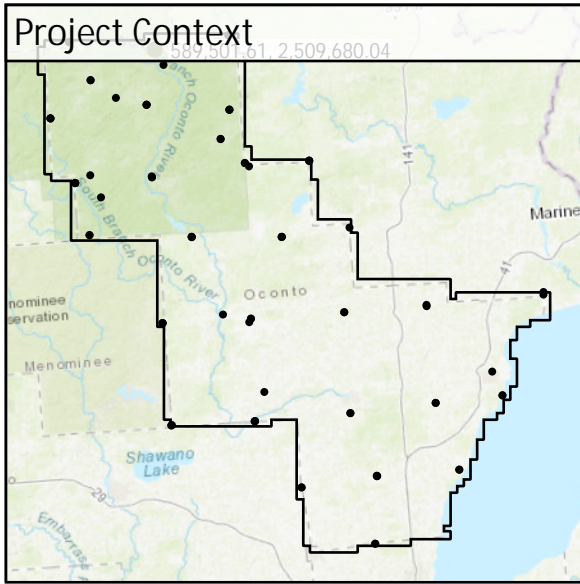 Project Context
589,501.61, 2,509,680.04
anch Oconto River
141
South Branch Oconto River
Marine
41
nominee
servation
Oconto
Menominee
Shawano
Lake
29
Embarrass